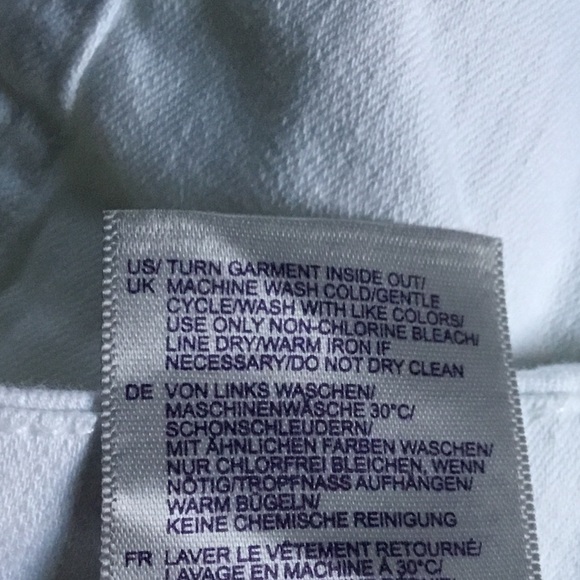 US/ TURN GARMENT INSIDE OUT/
UK MACHINE WASH COLD/GENTLE
CYCLE/WASH WITH LIKE COLORS/
USE ONLY NON-CHLORINE BLEACH/
LINE DRY/WARM IRON IF
NECESSARY/DO NOT DRY CLEAN
DE VON LINKS WASCHEN/
MASCHINENWÄSCHE 30°C/
SCHONSCHLEUDERN/
MIT ÄHNLICHEN FARBEN WASCHEN/
NUR CHLORFREI BLEICHEN, WENN
NÖTIG/TROPFNASS AUFHÄNGEN/
WARM BÜGELN/
KEINE CHEMISCHE REINIGUNG
FR LAVER LE VÊTEMENT RETOURNÉ/
LAVAGE EN MACHINE À 30°C/